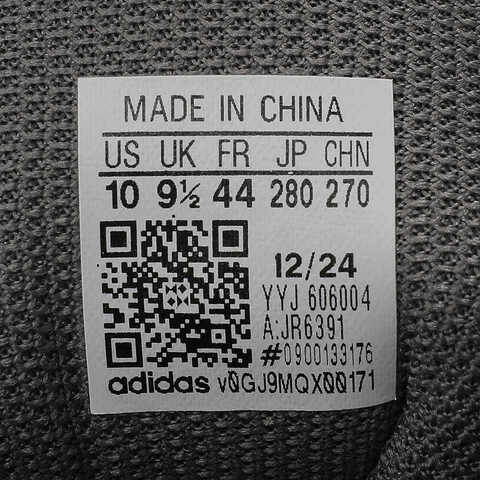 MADE IN CHINA
US UK FR JP CHN
10 9½ 44 280 270
12/24
YYJ 606004
A:JR6391
#0900133176
adidas v0GJ9MQX00171